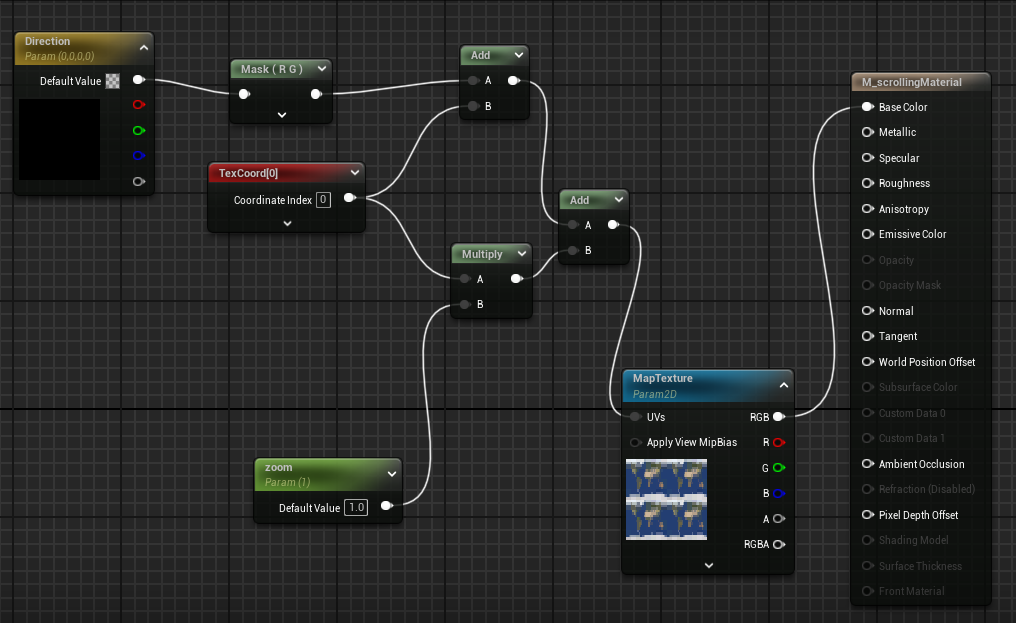 Direction
Param (0,0,0,0)
Default Value
Mask ( R G )
Add
A
B
TexCoord[0]
Coordinate Index 0
Multiply
A
B
Add
A
B
zoom
Param (1)
Default Value 1.0
MapTexture
Param2D
UVs RGB
Apply View MipBias R
G
B
A
RGBA
M_scrollingMaterial
Base Color
Metallic
Specular
Roughness
Anisotropy
Emissive Color
Opacity
Opacity Mask
Normal
Tangent
World Position Offset
Subsurface Color
Custom Data 0
Custom Data 1
Ambient Occlusion
Refraction (Disabled)
Pixel Depth Offset
Shading Model
Surface Thickness
Front Material